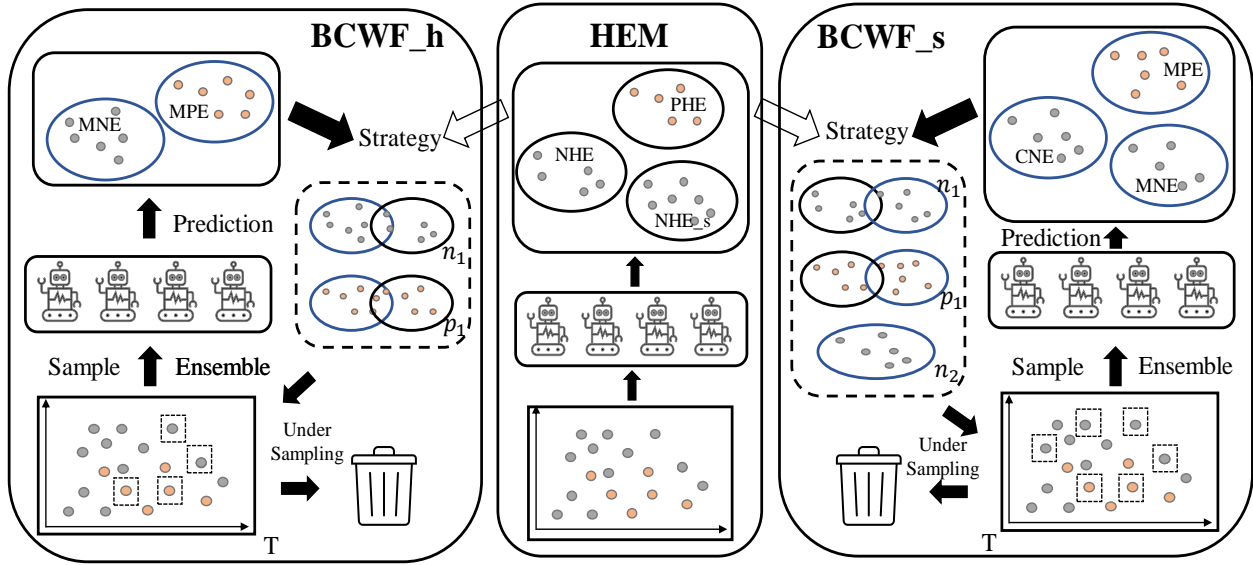 BCWF_h
MNE
MPE
Strategy
Prediction
n₁
p₁
Sample
Ensemble
Under
Sampling
T
HEM
PHE
NHE
NHE_s
BCWF_s
MPE
CNE
MNE
Strategy
n₁
p₁
n₂
Prediction
Sample
Ensemble
Under
Sampling
T